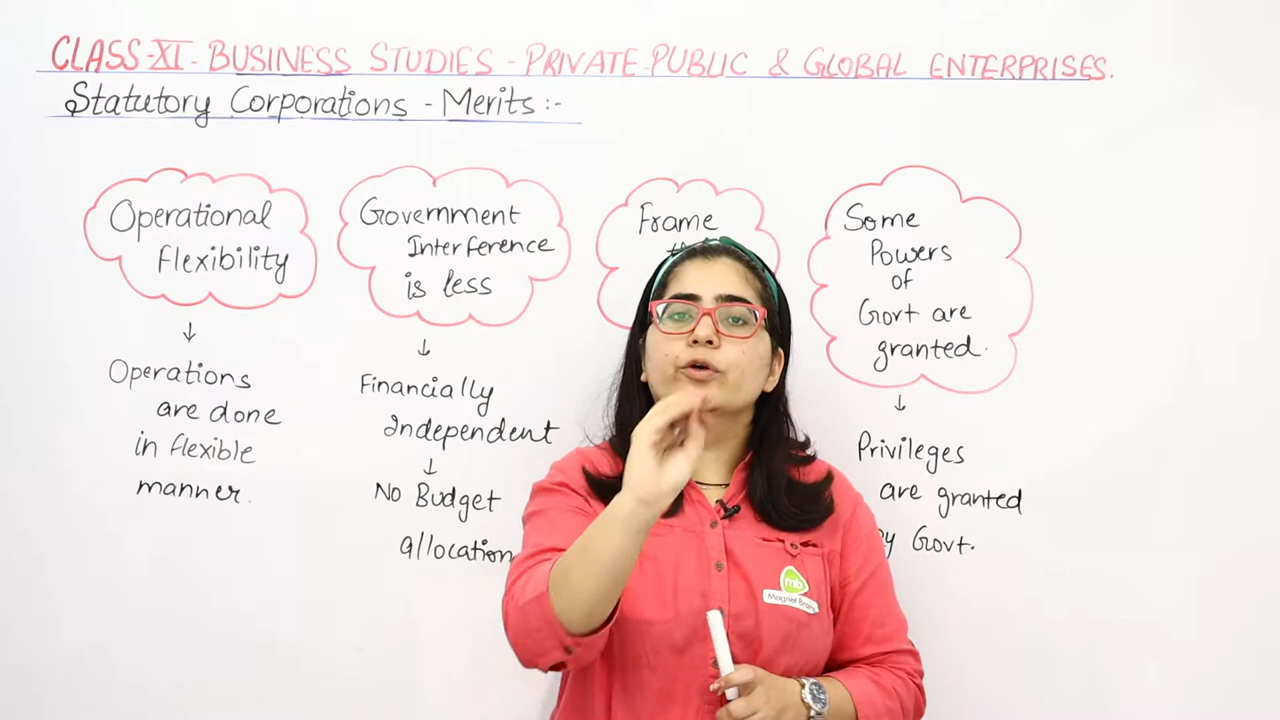 CLASS-XI- BUSINESS STUDIES - PRIVATE PUBLIC & GLOBAL ENTERPRISES.
Statutory Corporations - Merits :-
Operational
Flexibility
↓
Operations
are done
in flexible
manner.
Government
Interference
is less
↓
Financially
Independent
↓
No Budget
allocation
Frame
Some
Powers
of
Govt are
granted.
↓
Privileges
are granted
Govt.
mb
Magnet Brains